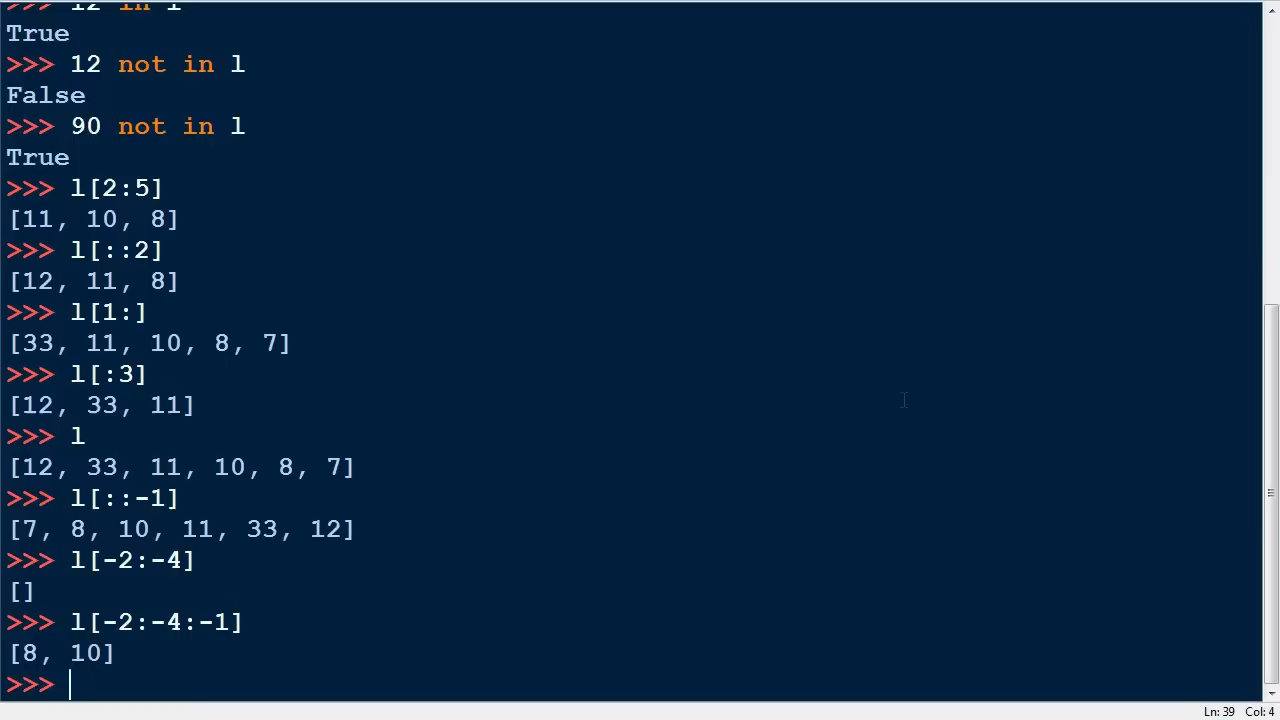 >>> 12 in l
True
>>> 12 not in l
False
>>> 90 not in l
True
>>> l[2:5]
[11, 10, 8]
>>> l[::2]
[12, 11, 8]
>>> l[1:]
[33, 11, 10, 8, 7]
>>> l[:3]
[12, 33, 11]
>>> l
[12, 33, 11, 10, 8, 7]
>>> l[::-1]
[7, 8, 10, 11, 33, 12]
>>> l[-2:-4]
[]
>>> l[-2:-4:-1]
[8, 10]
>>>
Ln: 39 Col: 4